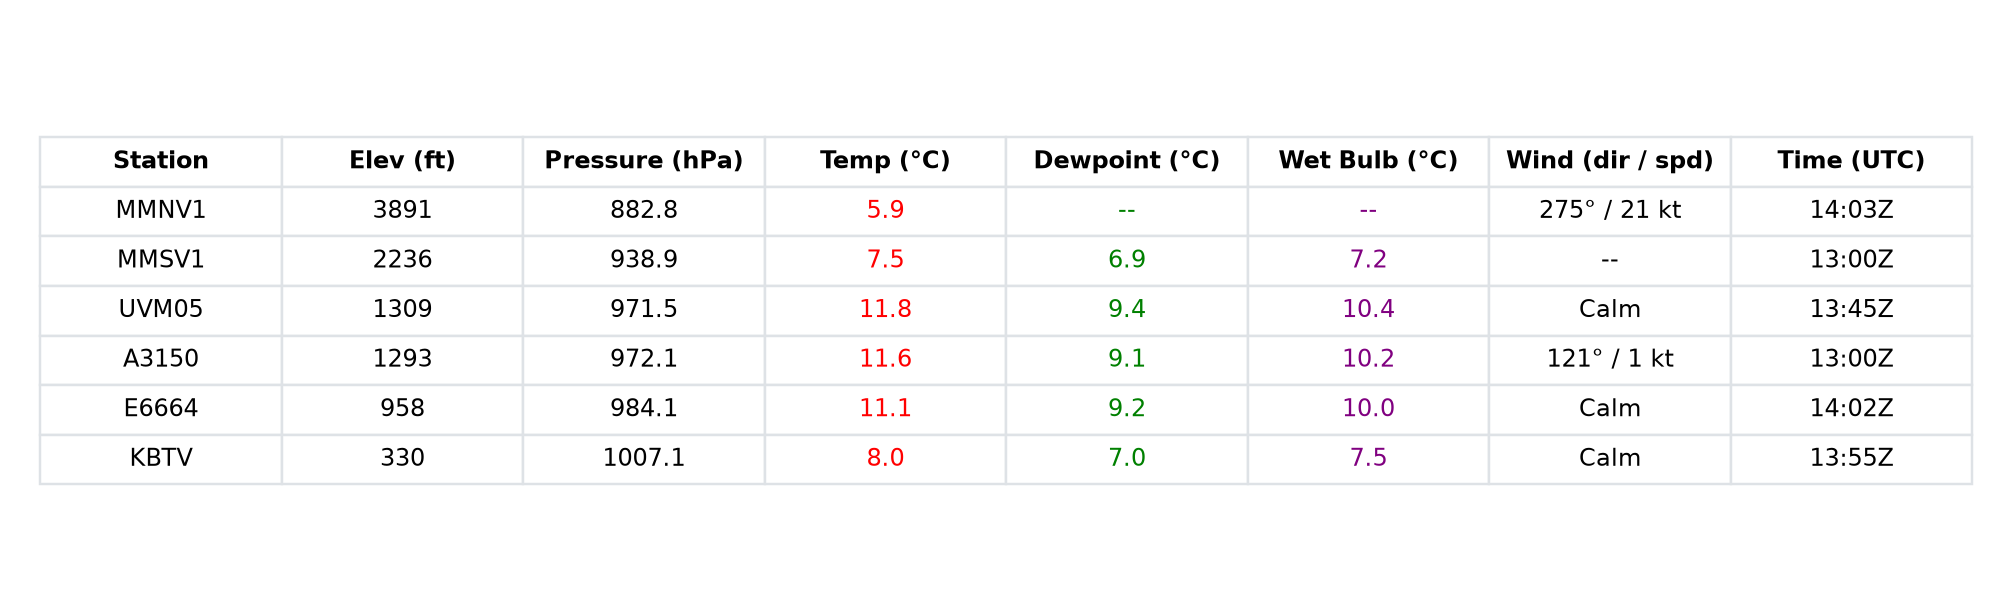 Station Elev (ft) Pressure (hPa) Temp (°C) Dewpoint (°C) Wet Bulb (°C) Wind (dir / spd) Time (UTC)
MMNV1 3891 882.8 5.9 -- -- 275° / 21 kt 14:03Z
MMSV1 2236 938.9 7.5 6.9 7.2 -- 13:00Z
UVM05 1309 971.5 11.8 9.4 10.4 Calm 13:45Z
A3150 1293 972.1 11.6 9.1 10.2 121° / 1 kt 13:00Z
E6664 958 984.1 11.1 9.2 10.0 Calm 14:02Z
KBTV 330 1007.1 8.0 7.0 7.5 Calm 13:55Z